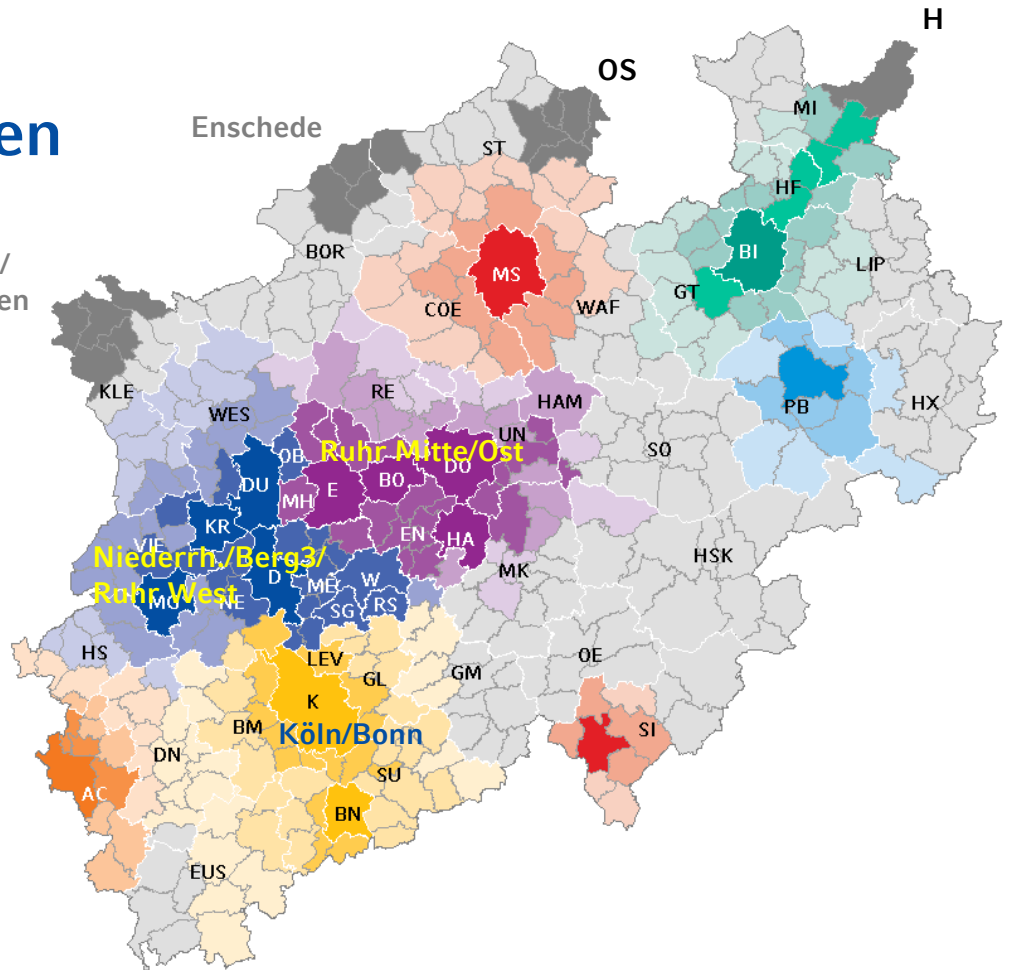 H
OS
MI
en
Enschede
ST
HF
BOR
BI
LIP
/
en
MS
GT
COE
WAF
KLE
RE
WES
HAM
PB
HX
UN
OB
Ruhr Mitte/Ost
SO
DO
DU
MH
E
BO
KR
EN
HA
VIE
HSK
Niederrh./Berg3/
Ruhr West
MK
D
ME
W
MG
NE
SG
RS
HS
LEV
GL
GM
OE
K
BM
Köln/Bonn
SI
DN
SU
AC
BN
EUS